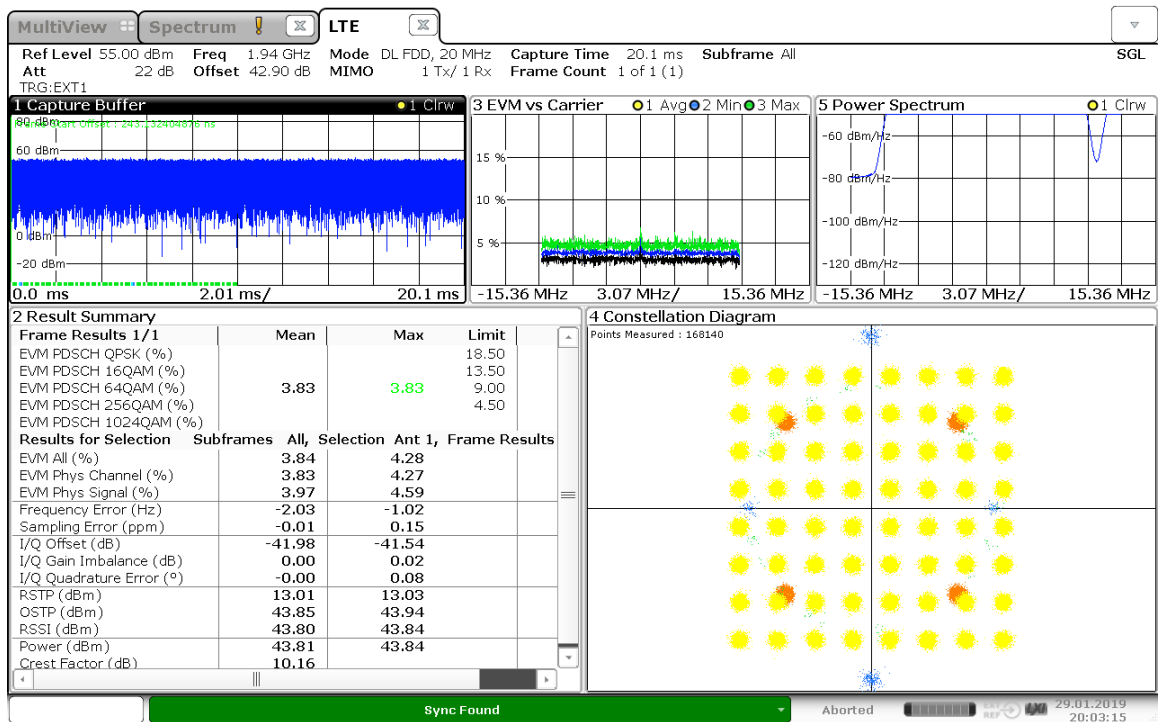 MultiView Spectrum ! X LTE X
Ref Level 55.00 dBm Freq 1.94 GHz Mode DL FDD, 20 MHz Capture Time 20.1 ms Subframe All SGL
Att 22 dB Offset 42.90 dB MIMO 1 Tx/ 1 Rx Frame Count 1 of 1 (1)
TRG:EXT1
1 Capture Buffer 1 Clrw
80 dBm
60 dBm
0 dBm
-20 dBm
0.0 ms 2.01 ms/ 20.1 ms
3 EVM vs Carrier 1 Avg 2 Min 3 Max
15 %
10 %
5 %
-15.36 MHz 3.07 MHz/ 15.36 MHz
5 Power Spectrum 1 Clrw
-60 dBm/Hz
-80 dBm/Hz
-100 dBm/Hz
-120 dBm/Hz
-15.36 MHz 3.07 MHz/ 15.36 MHz
2 Result Summary
Frame Results 1/1 Mean Max Limit
EVM PDSCH QPSK (%) 18.50
EVM PDSCH 16QAM (%) 13.50
EVM PDSCH 64QAM (%) 3.83 3.83 9.00
EVM PDSCH 256QAM (%) 4.50
EVM PDSCH 1024QAM (%)
Results for Selection Subframes All, Selection Ant 1, Frame Results
EVM All (%) 3.84 4.28
EVM Phys Channel (%) 3.83 4.27
EVM Phys Signal (%) 3.97 4.59
Frequency Error (Hz) -2.03 -1.02
Sampling Error (ppm) -0.01 0.15
I/Q Offset (dB) -41.98 -41.54
I/Q Gain Imbalance (dB) 0.00 0.02
I/Q Quadrature Error (°) -0.00 0.08
RSTP (dBm) 13.01 13.03
OSTP (dBm) 43.85 43.94
RSSI (dBm) 43.80 43.84
Power (dBm) 43.81 43.84
Crest Factor (dB) 10.16
4 Constellation Diagram
Points Measured : 168140
Sync Found Aborted EXT REF 29.01.2019
20:03:15